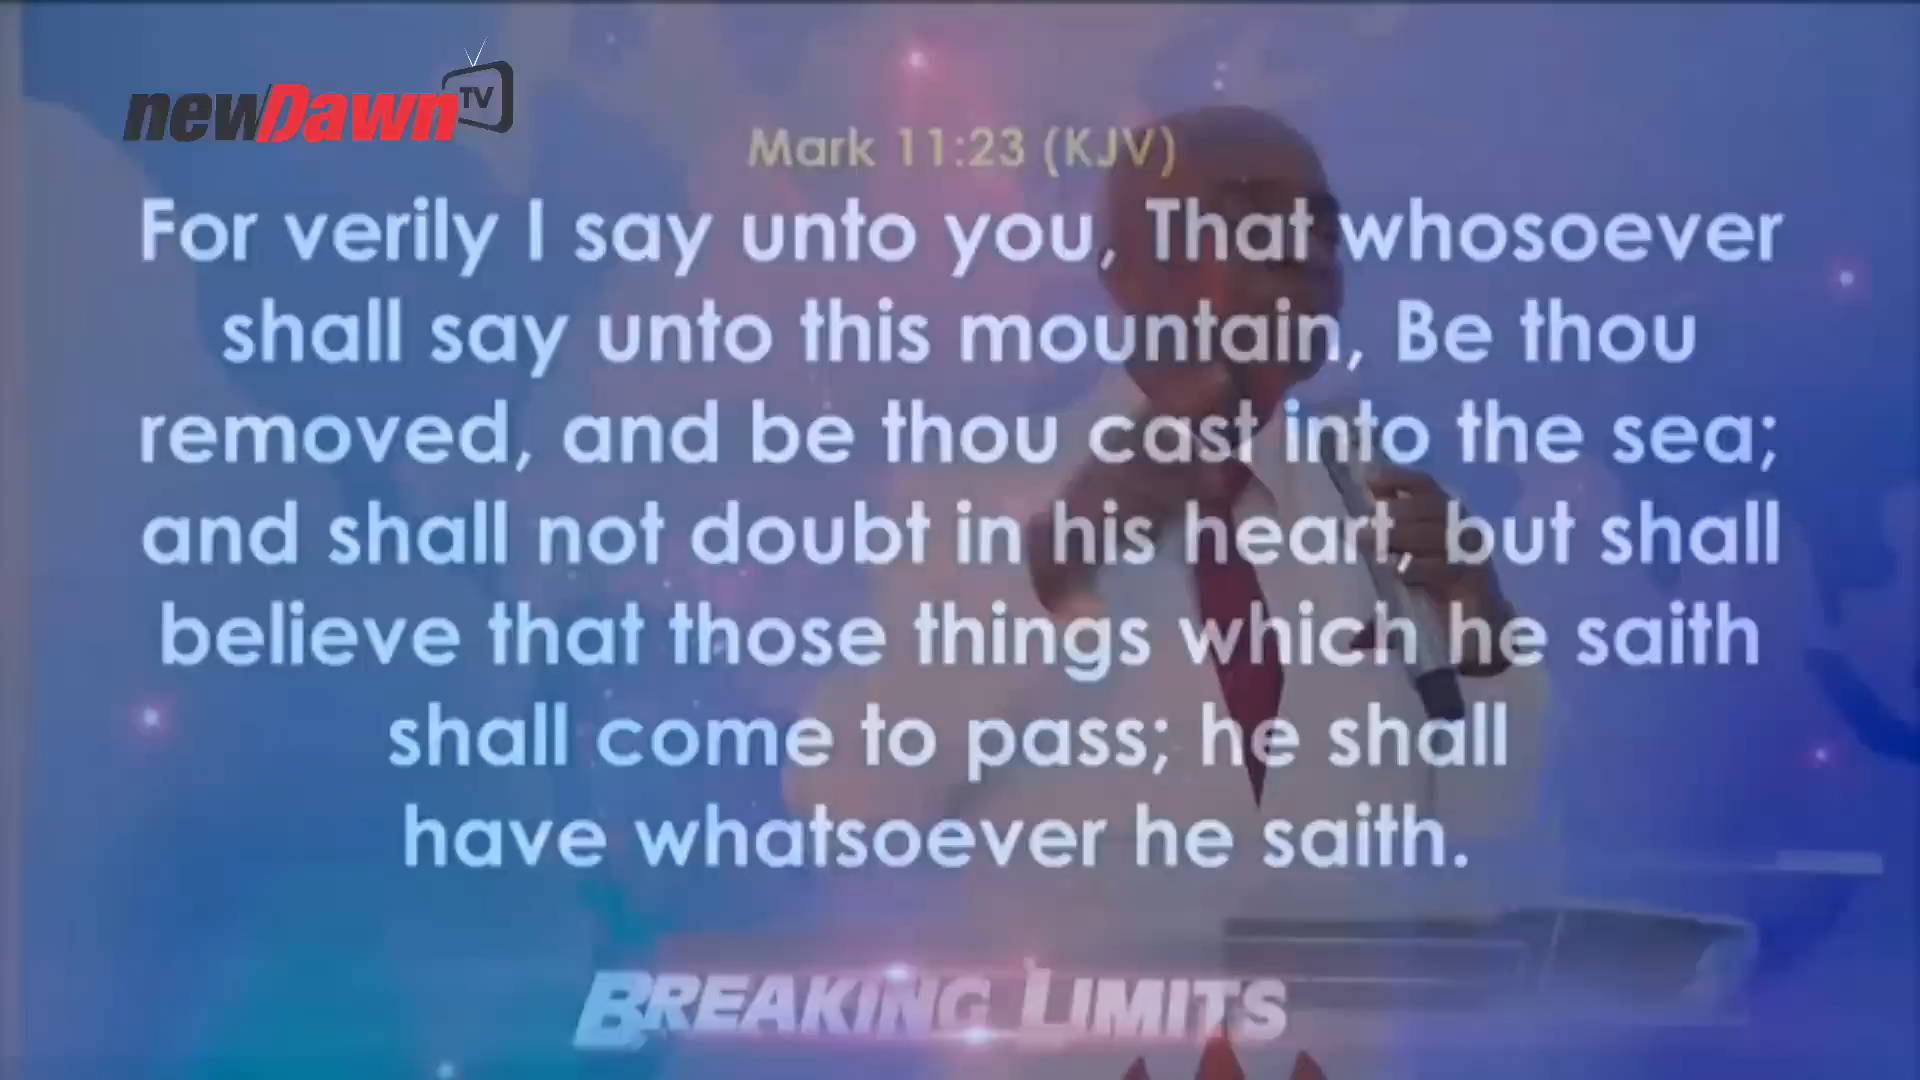 newDawn TV
Mark 11:23 (KJV)
For verily I say unto you, That whosoever
shall say unto this mountain, Be thou
removed, and be thou cast into the sea;
and shall not doubt in his heart, but shall
believe that those things which he saith
shall come to pass; he shall
have whatsoever he saith.
BREAKING LIMITS